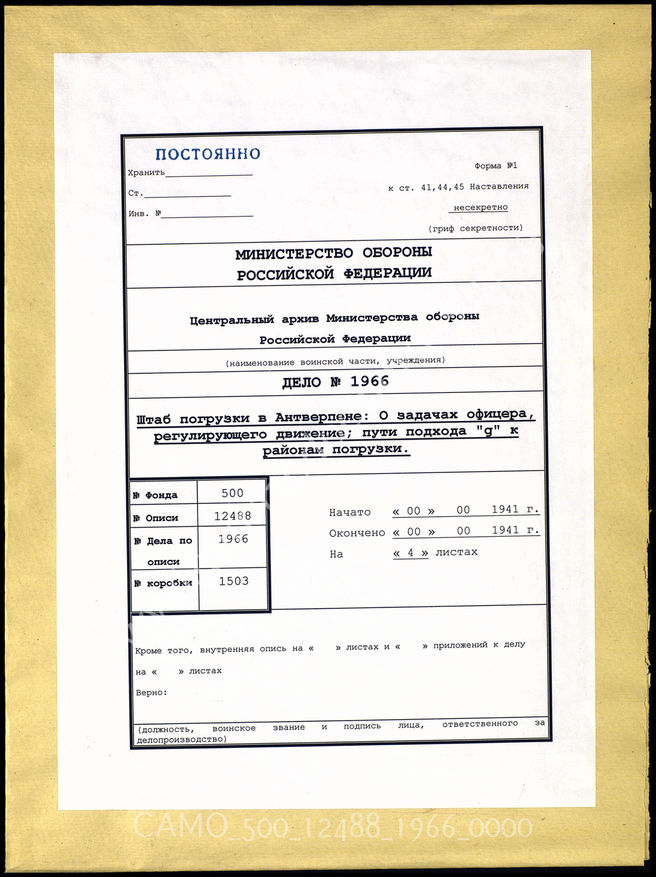 ПОСТОЯННО
Хранить
Форма №1
Ст.
к ст. 41,44,45 Наставления
Инв. №
несекретно
(гриф секретности)
МИНИСТЕРСТВО ОБОРОНЫ
РОССИЙСКОЙ ФЕДЕРАЦИИ
Центральный архив Министерства обороны
Российской Федерации
(наименование воинской части, учреждения)
ДЕЛО № 1966
Штаб погрузки в Антверпене: О задачах офицера,
регулирующего движение; пути подхода "g" к
районам погрузки.
№ Фонда 500
№ Описи 12488
№ Дела по 1966
описи
№ коробки 1503
Начато « 00 » 00 1941 г.
Окончено « 00 » 00 1941 г.
На « 4 » листах
Кроме того, внутренняя опись на « » листах и « » приложений к делу
на « » листах
Верно:
(должность, воинское звание и подпись лица, ответственного за
делопроизводство)
CAMO_500_12488_1966_0000